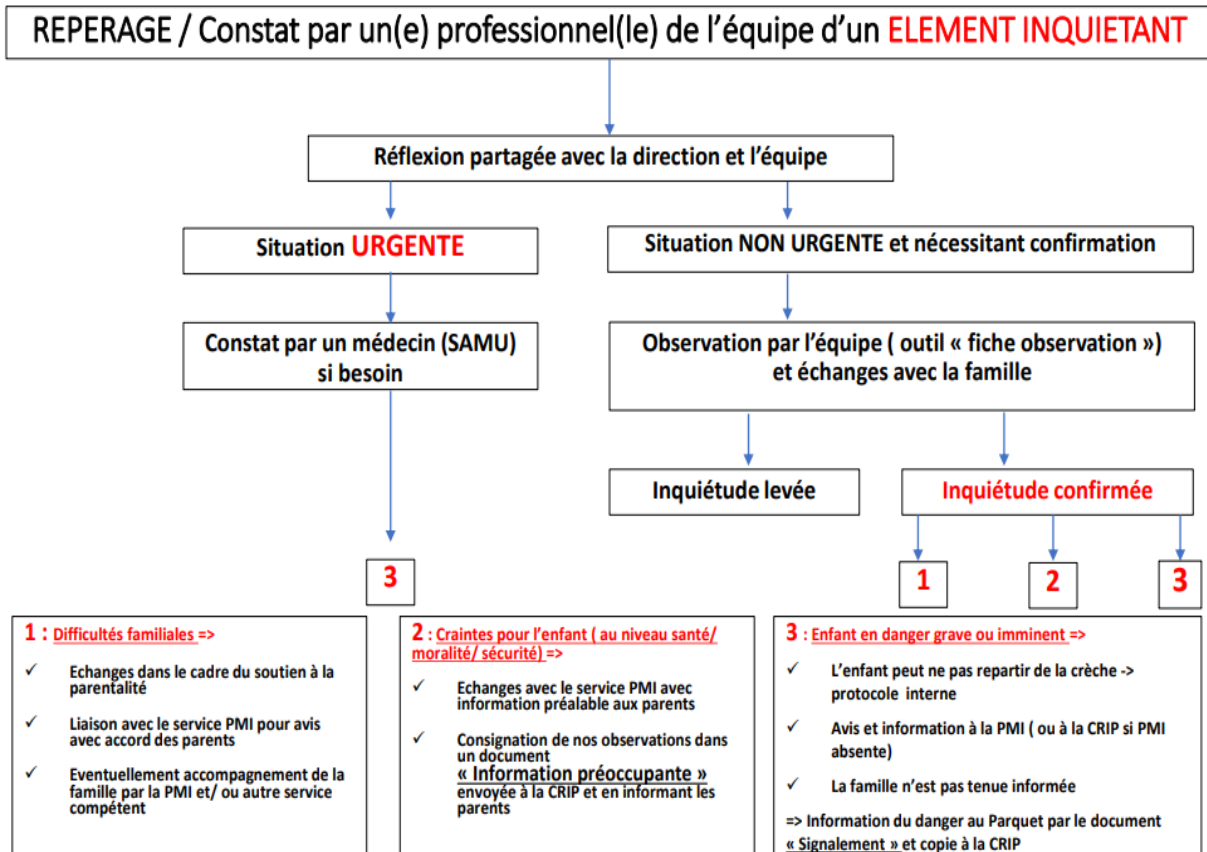 REPERAGE / Constat par un(e) professionnel(le) de l'équipe d'un ELEMENT INQUIETANT
Réflexion partagée avec la direction et l'équipe
Situation URGENTE
Situation NON URGENTE et nécessitant confirmation
Constat par un médecin (SAMU)
si besoin
Observation par l'équipe ( outil « fiche observation »)
et échanges avec la famille
Inquiétude levée
Inquiétude confirmée
3
1
2
3
1 : Difficultés familiales =>
✓ Echanges dans le cadre du soutien à la
parentalité
✓ Liaison avec le service PMI pour avis
avec accord des parents
✓ Eventuellement accompagnement de la
famille par la PMI et/ ou autre service
compétent
2 : Craintes pour l'enfant ( au niveau santé/
moralité/ sécurité) =>
✓ Echanges avec le service PMI avec
information préalable aux parents
✓ Consignation de nos observations dans
un document
« Information préoccupante »
envoyée à la CRIP et en informant les
parents
3 : Enfant en danger grave ou imminent =>
✓ L'enfant peut ne pas repartir de la crèche ->
protocole interne
✓ Avis et information à la PMI ( ou à la CRIP si PMI
absente)
✓ La famille n'est pas tenue informée
=> Information du danger au Parquet par le document
« Signalement » et copie à la CRIP